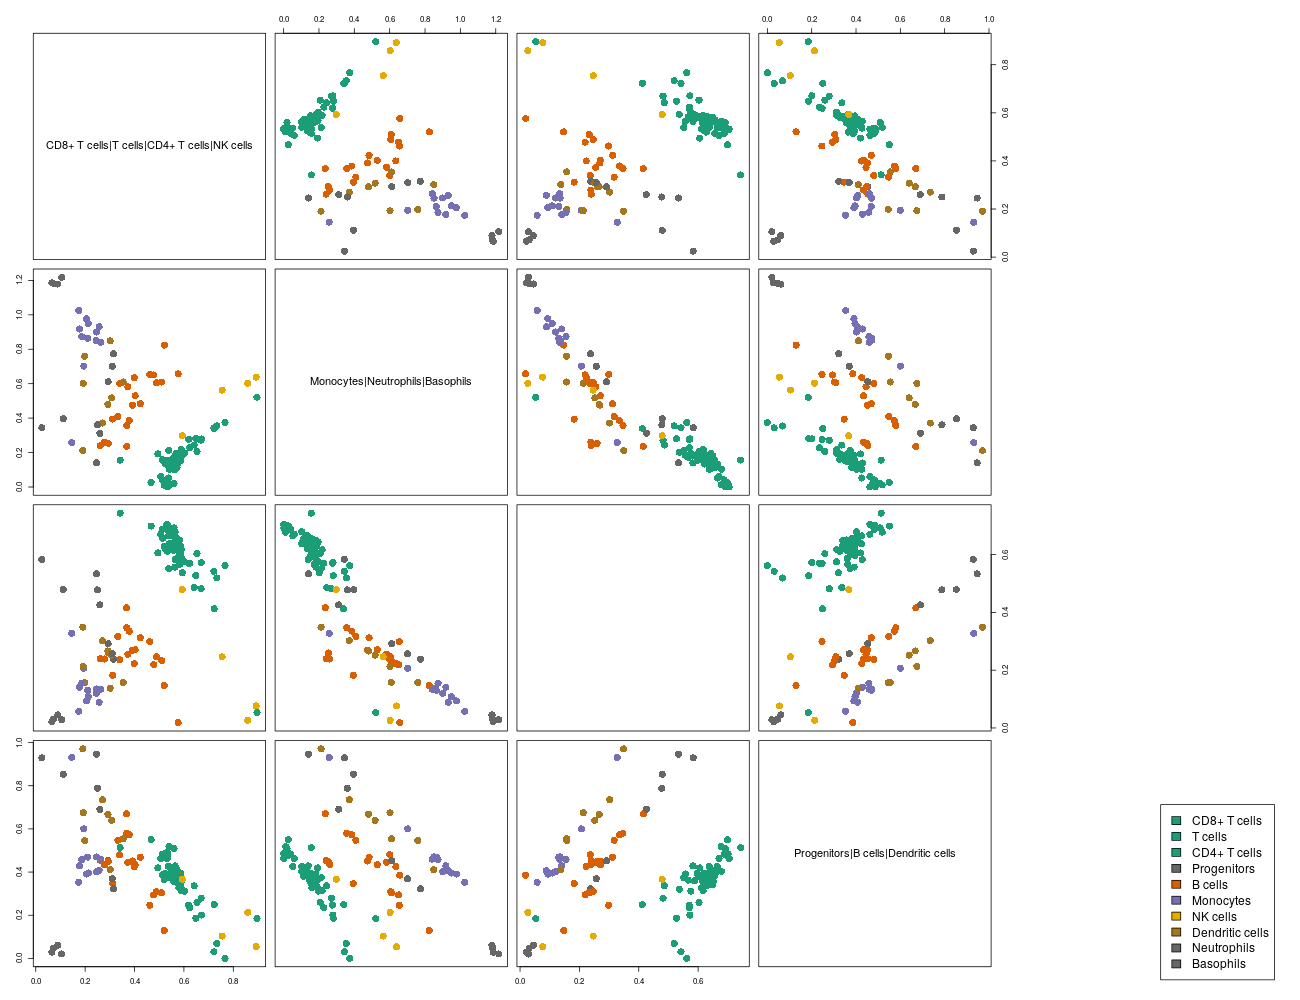 0.0 0.2 0.4 0.6 0.8 1.0 1.2
0.0 0.2 0.4 0.6 0.8 1.0
CD8+ T cells|T cells|CD4+ T cells|NK cells
0.0 0.2 0.4 0.6 0.8
0.0 0.2 0.4 0.6 0.8 1.0 1.2
Monocytes|Neutrophils|Basophils
0.0 0.2 0.4 0.6
0.0 0.2 0.4 0.6 0.8 1.0
Progenitors|B cells|Dendritic cells
0.0 0.2 0.4 0.6 0.8
0.0 0.2 0.4 0.6
CD8+ T cells
T cells
CD4+ T cells
Progenitors
B cells
Monocytes
NK cells
Dendritic cells
Neutrophils
Basophils